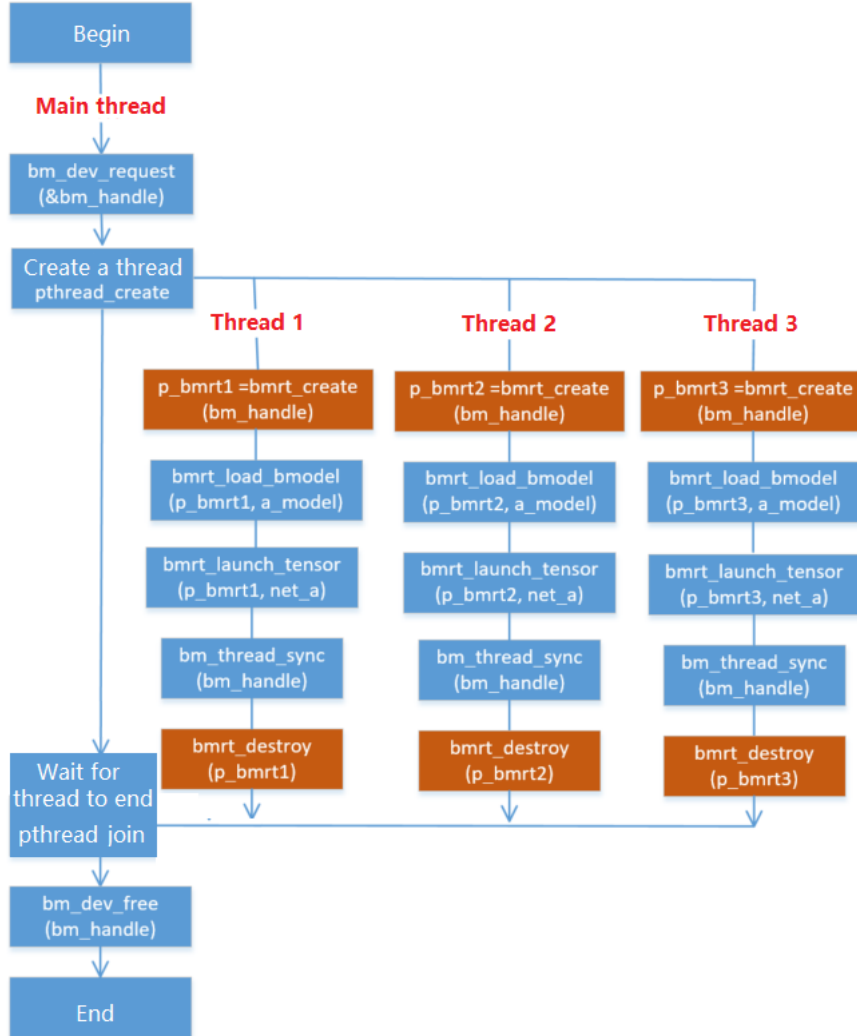 Begin
Main thread
bm_dev_request
(&bm_handle)
Create a thread
pthread_create
Thread 1
p_bmrt1 =bmrt_create
(bm_handle)
bmrt_load_bmodel
(p_bmrt1, a_model)
bmrt_launch_tensor
(p_bmrt1, net_a)
bm_thread_sync
(bm_handle)
bmrt_destroy
(p_bmrt1)
Thread 2
p_bmrt2 =bmrt_create
(bm_handle)
bmrt_load_bmodel
(p_bmrt2, a_model)
bmrt_launch_tensor
(p_bmrt2, net_a)
bm_thread_sync
(bm_handle)
bmrt_destroy
(p_bmrt2)
Thread 3
p_bmrt3 =bmrt_create
(bm_handle)
bmrt_load_bmodel
(p_bmrt3, a_model)
bmrt_launch_tensor
(p_bmrt3, net_a)
bm_thread_sync
(bm_handle)
bmrt_destroy
(p_bmrt3)
Wait for
thread to end
pthread join
bm_dev_free
(bm_handle)
End